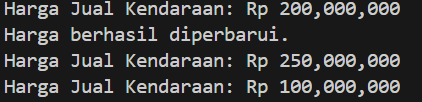 Harga Jual Kendaraan: Rp 200,000,000
Harga berhasil diperbarui.
Harga Jual Kendaraan: Rp 250,000,000
Harga Jual Kendaraan: Rp 100,000,000